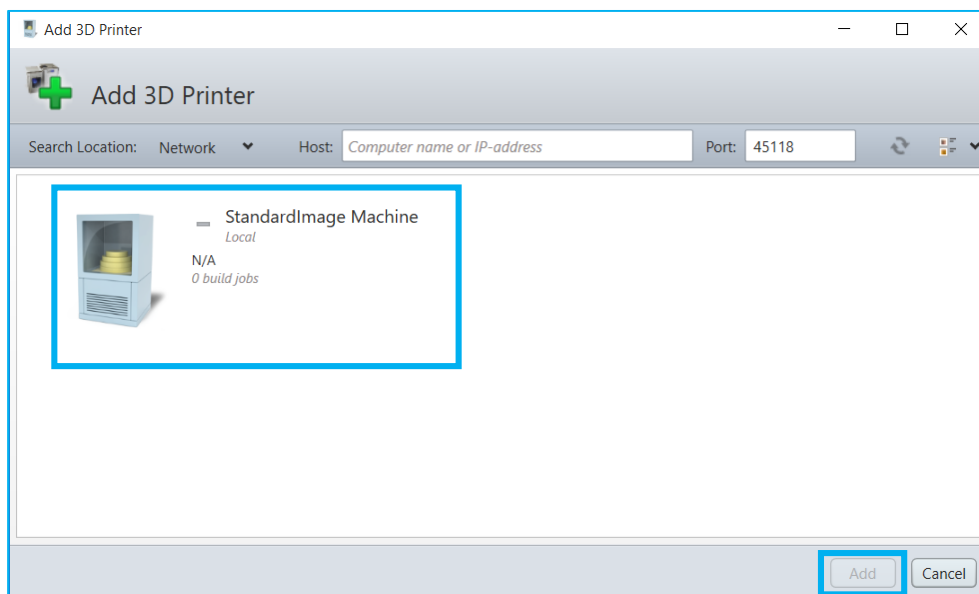 Add 3D Printer
Add 3D Printer
Search Location: Network Host: Computer name or IP-address Port: 45118
StandardImage Machine
Local
N/A
0 build jobs
Add Cancel